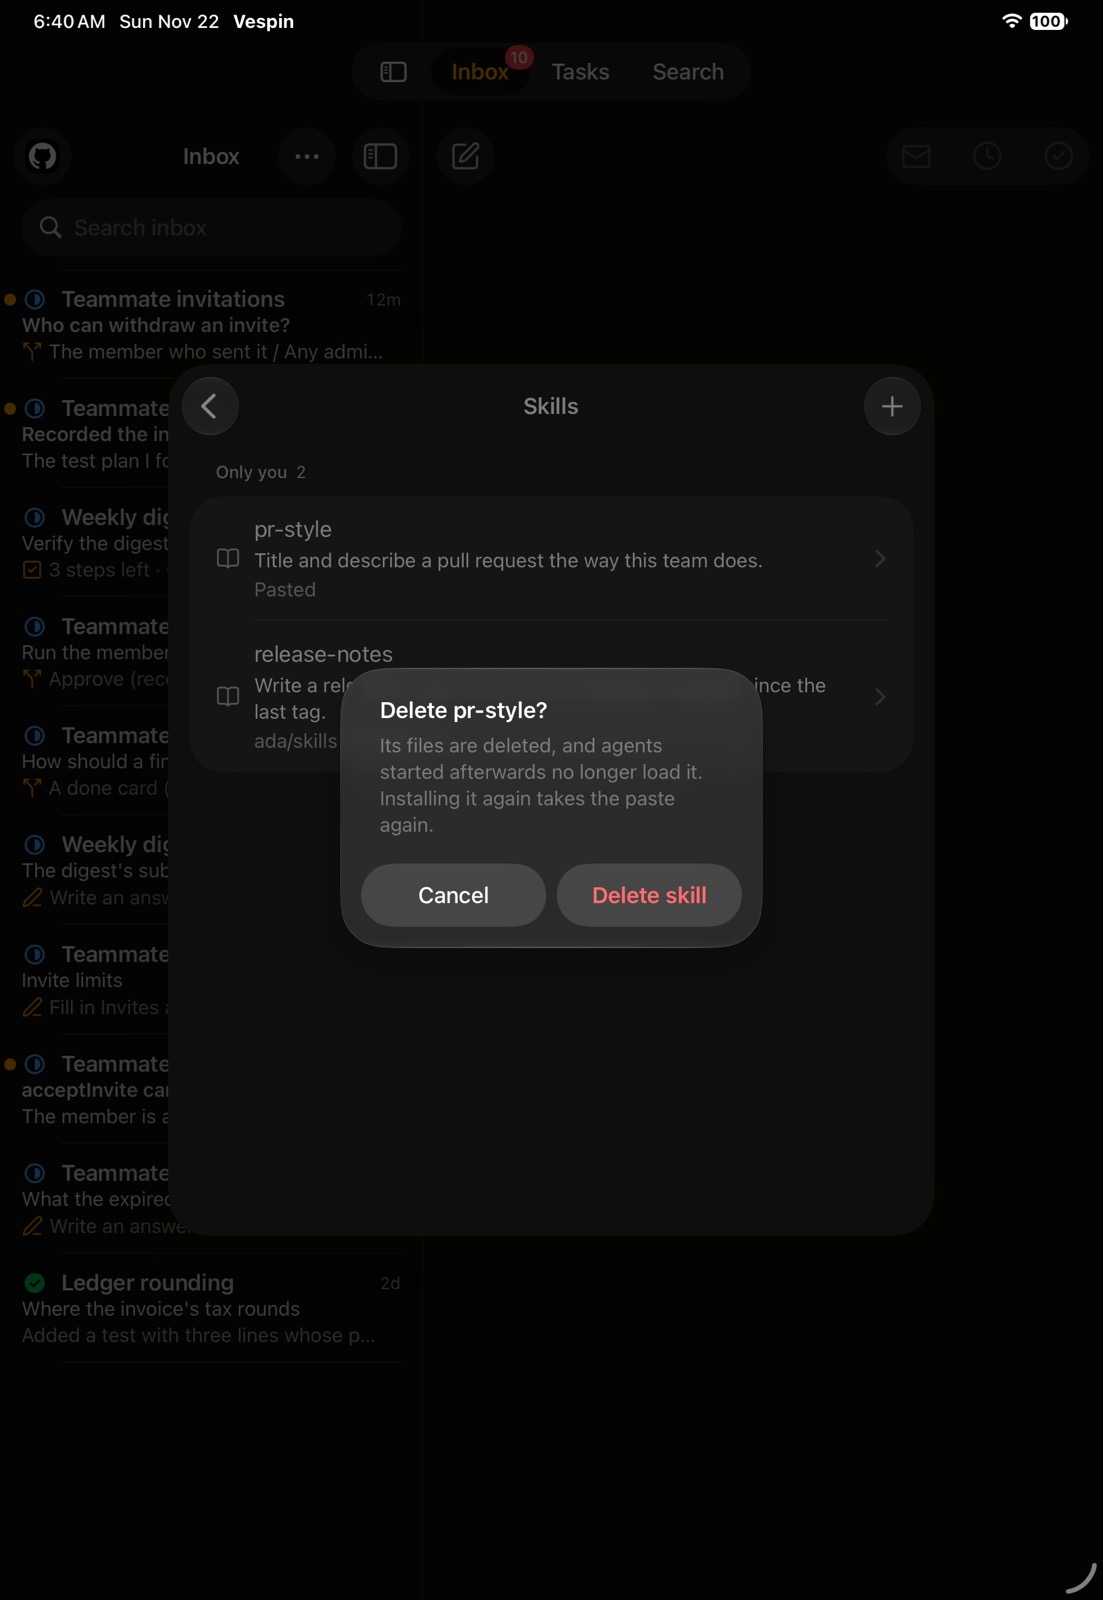 6:40 AM Sun Nov 22 Vespin
100
Inbox
10
Tasks
Search
Inbox
Search inbox
Teammate invitations
12m
Who can withdraw an invite?
The member who sent it / Any admi...
Teammate
Recorded the in
The test plan I fo
Weekly dig
Verify the digest
3 steps left ·
Teammate
Run the member
Approve (rec
Teammate
How should a fin
A done card (
Weekly dig
The digest's sub
Write an answ
Teammate
Invite limits
Fill in Invites a
Teammate
acceptInvite car
The member is a
Teammate
What the expired
Write an answe.
Ledger rounding
2d
Where the invoice's tax rounds
Added a test with three lines whose p...
Skills
Only you 2
pr-style
Title and describe a pull request the way this team does.
Pasted
release-notes
Write a rele
ince the
last tag.
ada/skills
Delete pr-style?
Its files are deleted, and agents
started afterwards no longer load it.
Installing it again takes the paste
again.
Cancel
Delete skill